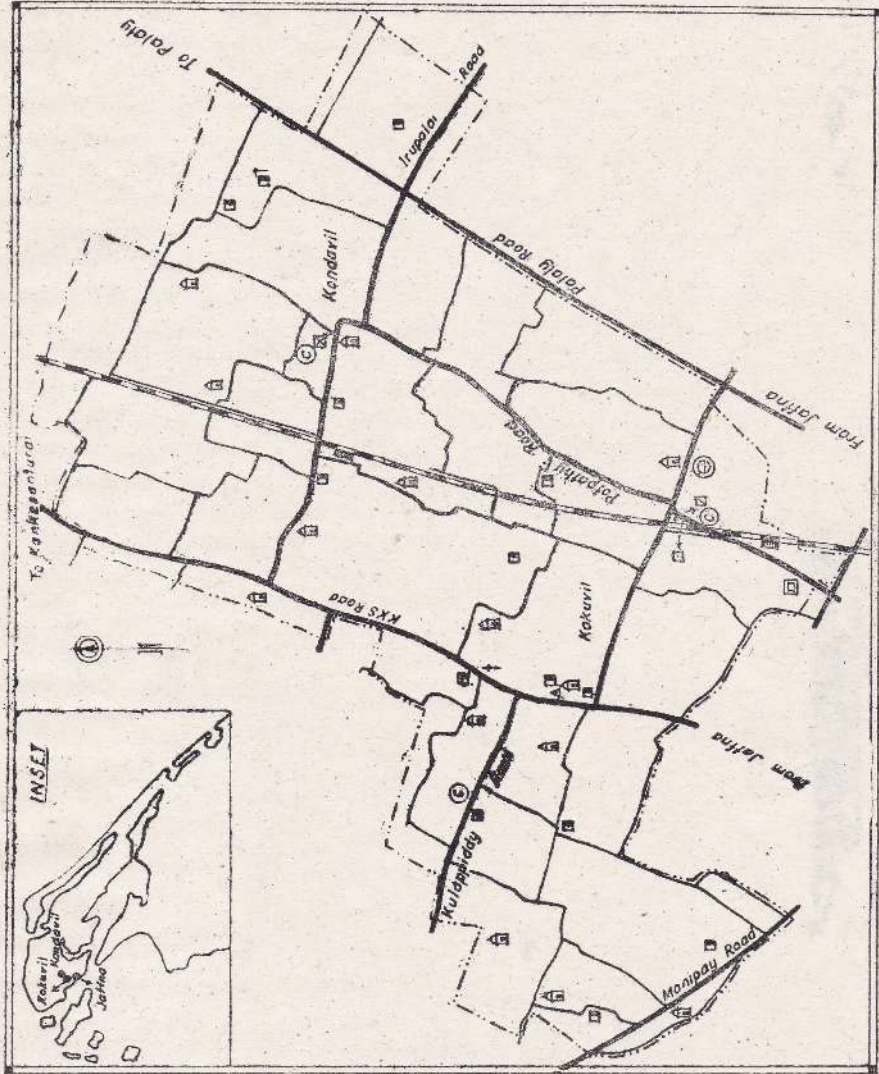 To Palaly
Irupalai Road
Kondavil
Palaly Road
To Kankesanturai
Potpathi Road
From Jaffna
KKS Road
Kokuvil
From Jaffna
Kulappiddy Road
Manipay Road
INSET
Kokuvil
Kondavil
Jaffna
N
C
C
C
E
A